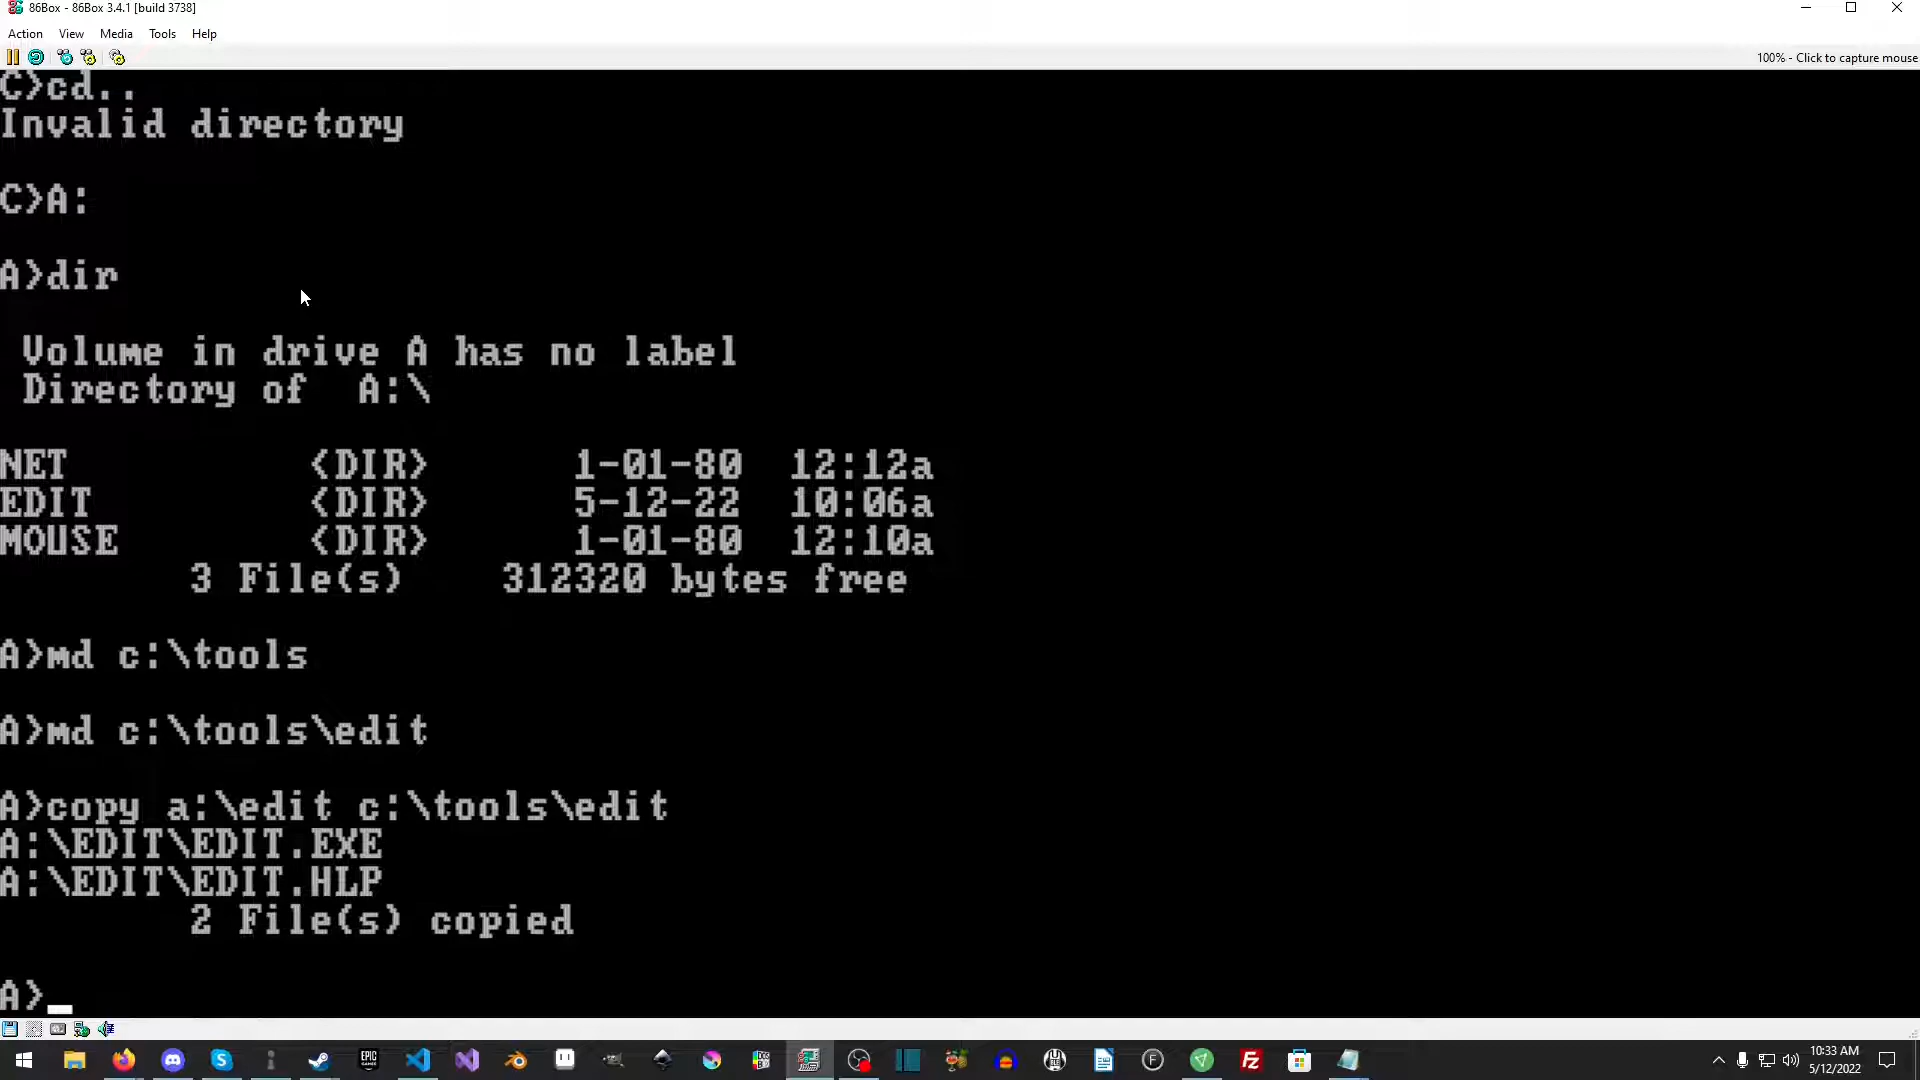 86Box - 86Box 3.4.1 [build 3738]
Action View Media Tools Help
100% - Click to capture mouse
C>cd..
Invalid directory
C>A:
A>dir
Volume in drive A has no label
Directory of A:\
NET <DIR> 1-01-80 12:12a
EDIT <DIR> 5-12-22 10:06a
MOUSE <DIR> 1-01-80 12:10a
3 File(s) 312320 bytes free
A>md c:\tools
A>md c:\tools\edit
A>copy a:\edit c:\tools\edit
A:\EDIT\EDIT.EXE
A:\EDIT\EDIT.HLP
2 File(s) copied
A>_
EPIC
GAMES
10:33 AM
5/12/2022